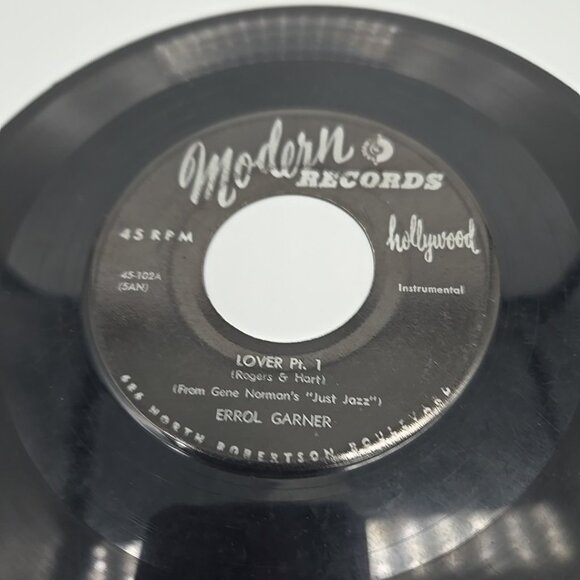 Modern
RECORDS
hollywood
45 RPM
45-102A
(5AN)
Instrumental
LOVER Pt. 1
(Rogers & Hart)
(From Gene Norman's "Just Jazz")
ERROL GARNER
686 NORTH ROBERTSON BOULEVARD